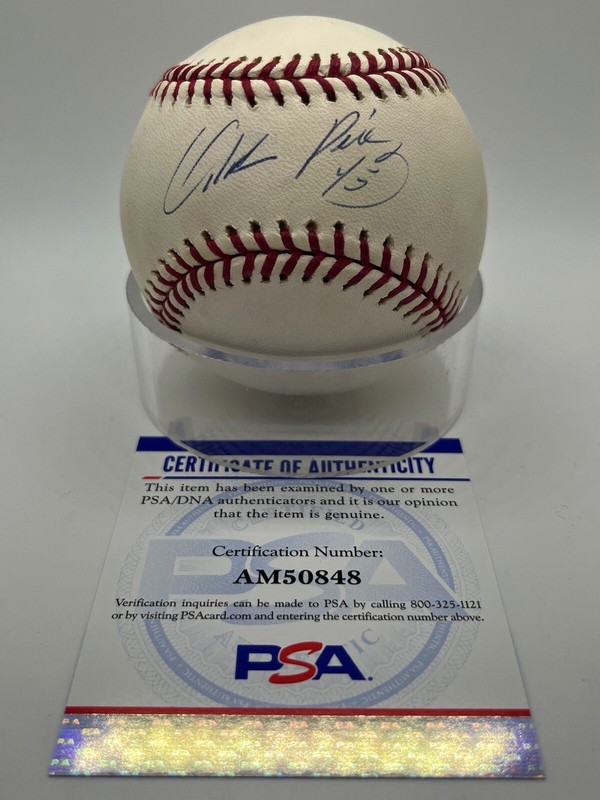 45
CERTIFICATE OF AUTHENTICITY
This item has been examined by one or more
PSA/DNA authenticators and it is our opinion
that the item is genuine.
CERTIFIED
PSA
Certification Number:
AM50848
Verification inquiries can be made to PSA by calling 800-325-1121
or by visiting PSAcard.com and entering the certification number above.
PSA.